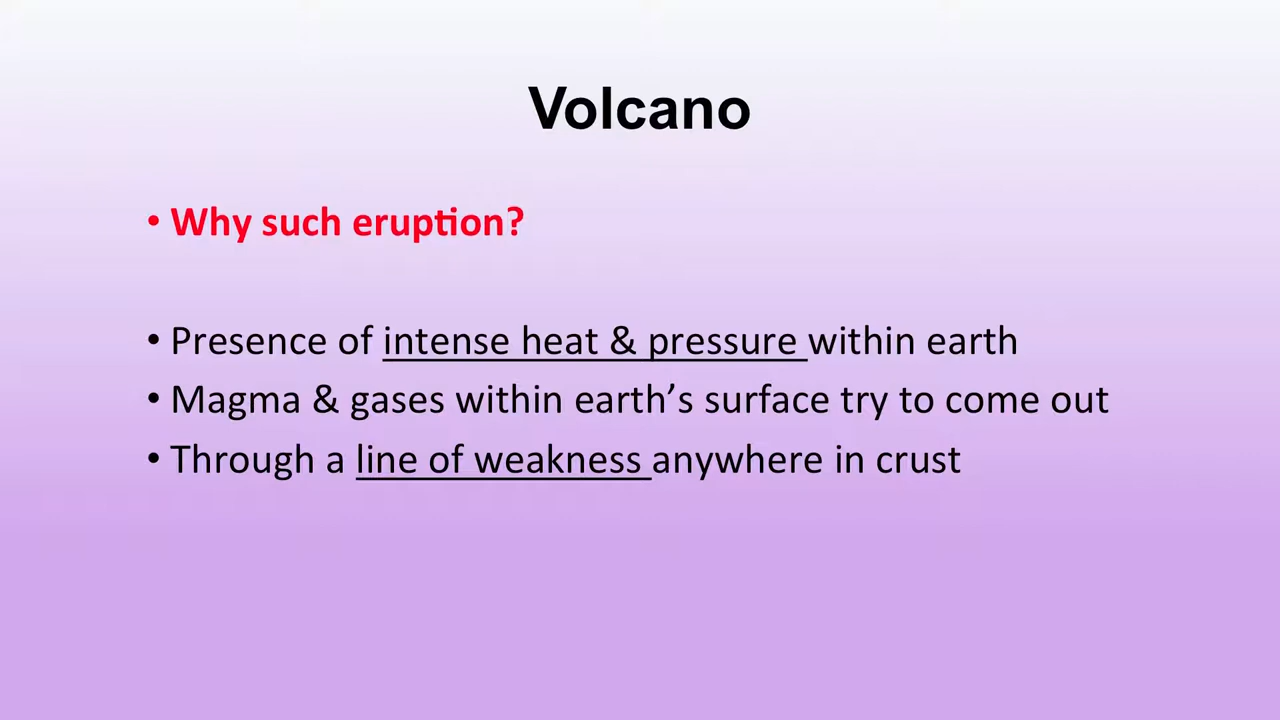 Volcano
• Why such eruption?
• Presence of intense heat & pressure within earth
• Magma & gases within earth’s surface try to come out
• Through a line of weakness anywhere in crust